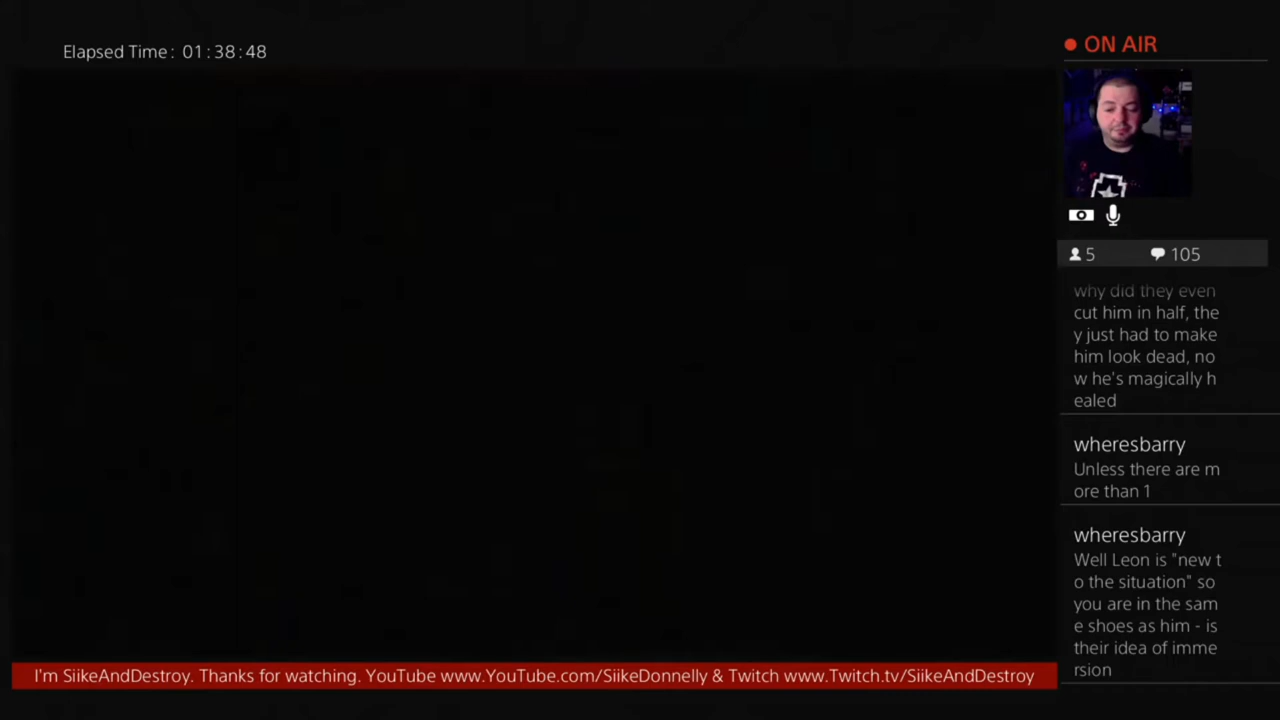 Elapsed Time: 01:38:48
ON AIR
5 105
why did they even
cut him in half, the
y just had to make
him look dead, no
w he's magically h
ealed
wheresbarry
Unless there are m
ore than 1
wheresbarry
Well Leon is "new t
o the situation" so
you are in the sam
e shoes as him - is
their idea of imme
rsion
I'm SiikeAndDestroy. Thanks for watching. YouTube www.YouTube.com/SiikeDonnelly & Twitch www.Twitch.tv/SiikeAndDestroy